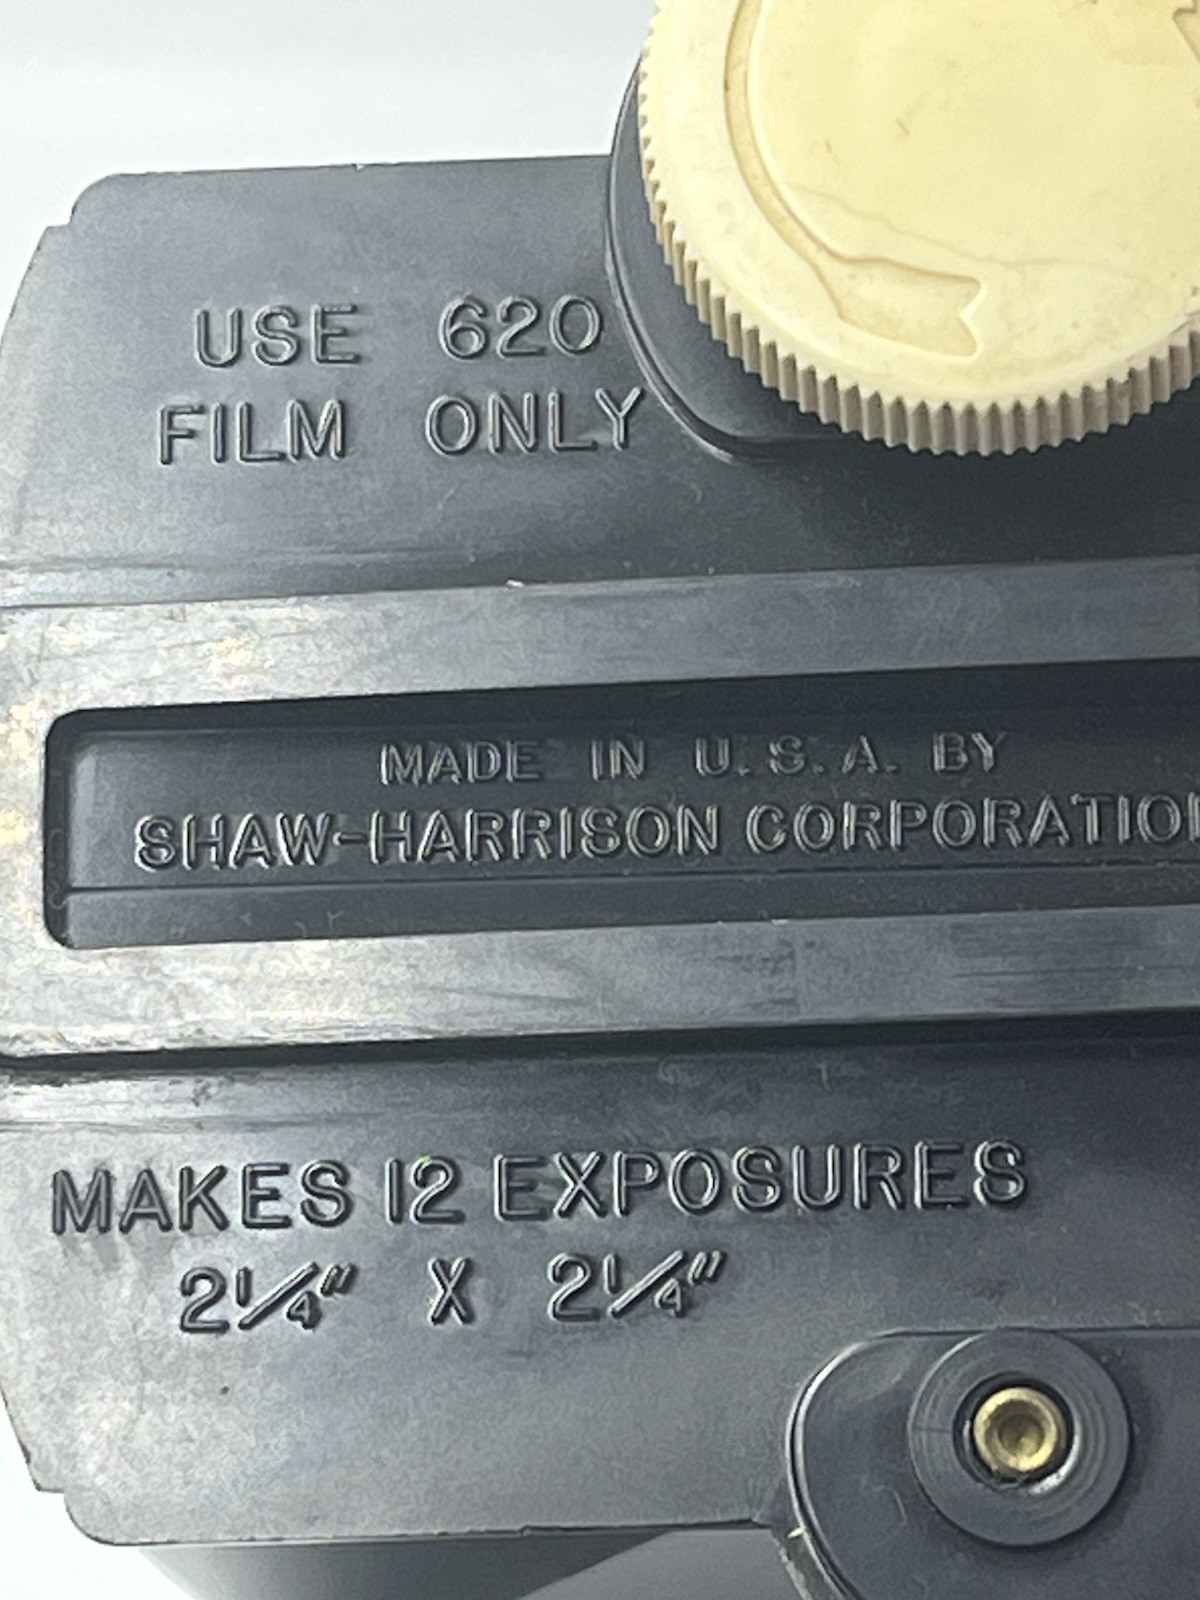 USE 620
FILM ONLY
MADE IN U.S.A. BY
SHAW-HARRISON CORPORATION
MAKES 12 EXPOSURES
2¼" X 2¼"